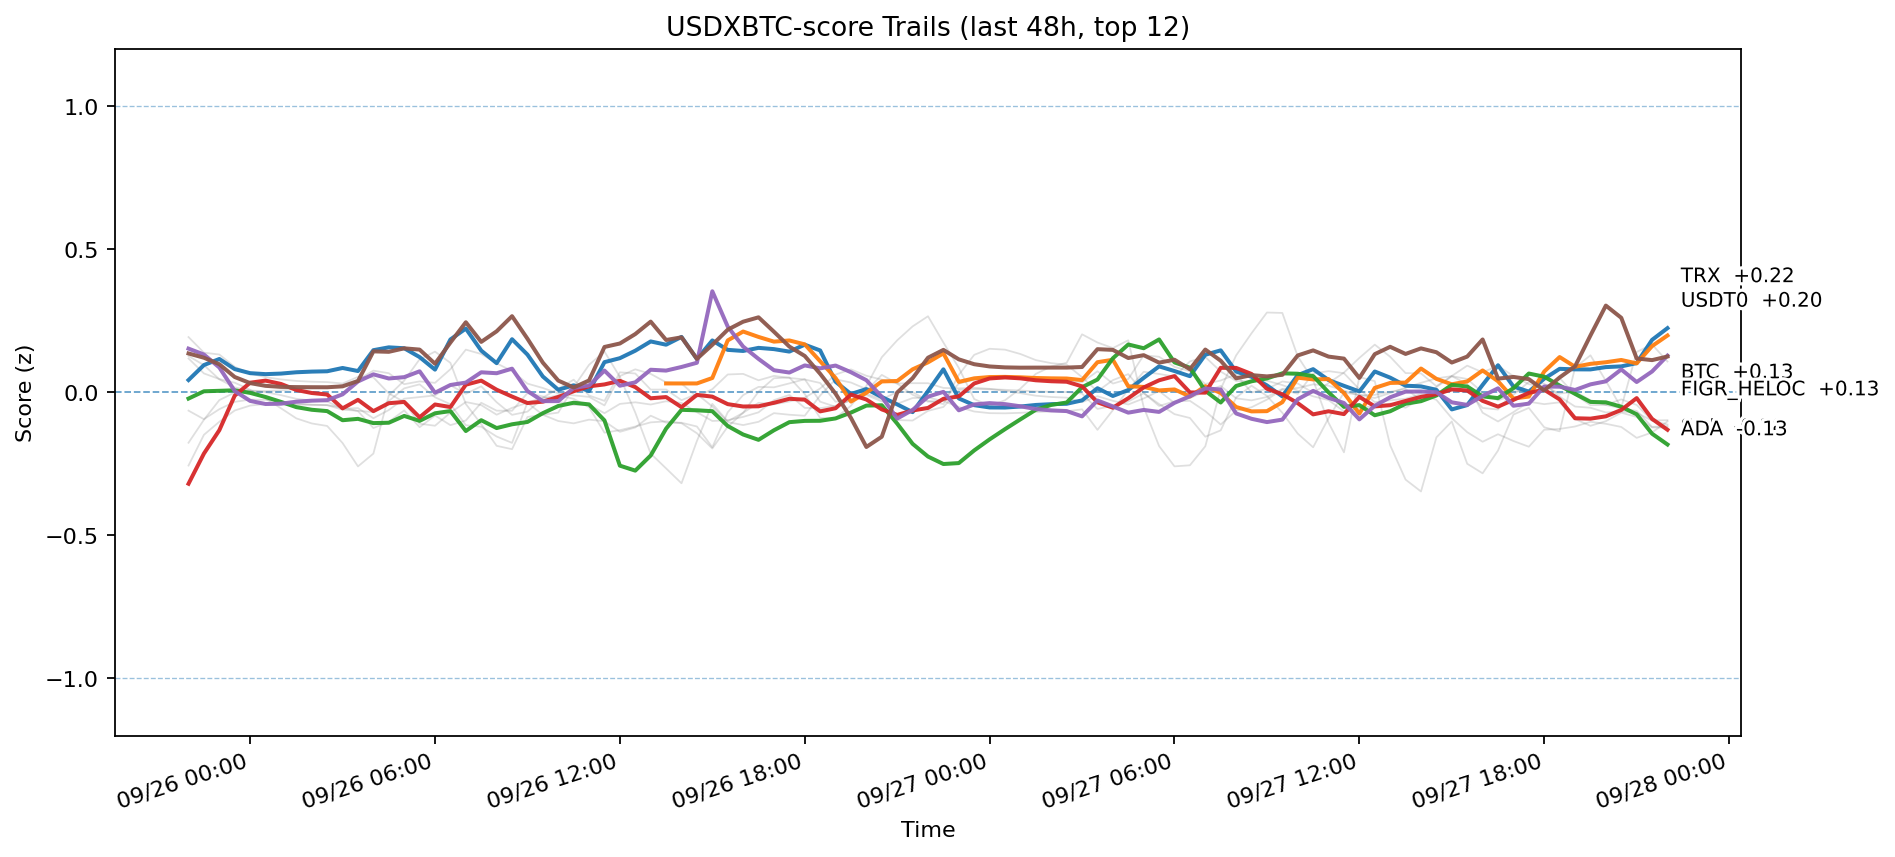 USDXBTC-score Trails (last 48h, top 12)
1.0
0.5
0.0
−0.5
−1.0
Score (z)
TRX +0.22
USDT0 +0.20
BTC +0.13
FIGR_HELOC +0.13
ADA -0.13
09/26 00:00
09/26 06:00
09/26 12:00
09/26 18:00
09/27 00:00
09/27 06:00
09/27 12:00
09/27 18:00
09/28 00:00
Time